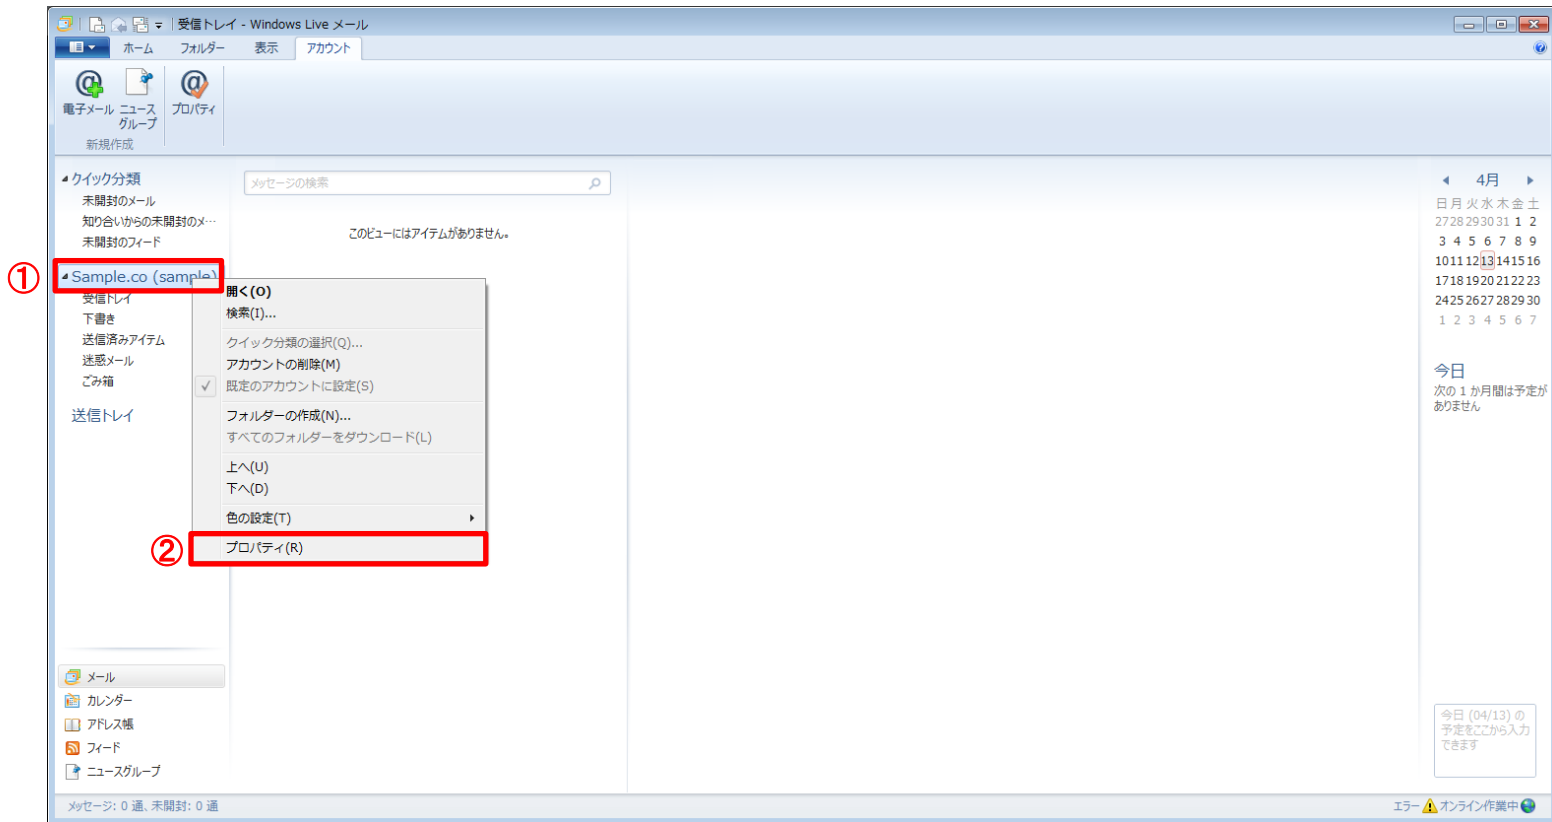 受信トレイ - Windows Live メール
ホーム フォルダー 表示 アカウント
電子メール ニュース グループ プロパティ
新規作成
クイック分類
未開封のメール
知り合いからの未開封のメ…
未開封のフィード
メッセージの検索
このビューにはアイテムがありません。
①
Sample.co (sample)
受信トレイ
下書き
送信済みアイテム
迷惑メール
ごみ箱
送信トレイ
開く(O)
検索(I)...
クイック分類の選択(Q)...
アカウントの削除(M)
既定のアカウントに設定(S)
フォルダーの作成(N)...
すべてのフォルダーをダウンロード(L)
上へ(U)
下へ(D)
色の設定(T)
②
プロパティ(R)
メール
カレンダー
アドレス帳
フィード
ニュースグループ
4月
日 月 火 水 木 金 土
27 28 29 30 31 1 2
3 4 5 6 7 8 9
10 11 12 13 14 15 16
17 18 19 20 21 22 23
24 25 26 27 28 29 30
1 2 3 4 5 6 7
今日
次の 1 か月間は予定が
ありません
今日 (04/13) の
予定をここから入力
できます
メッセージ: 0 通、未開封: 0 通
エラー オンライン作業中